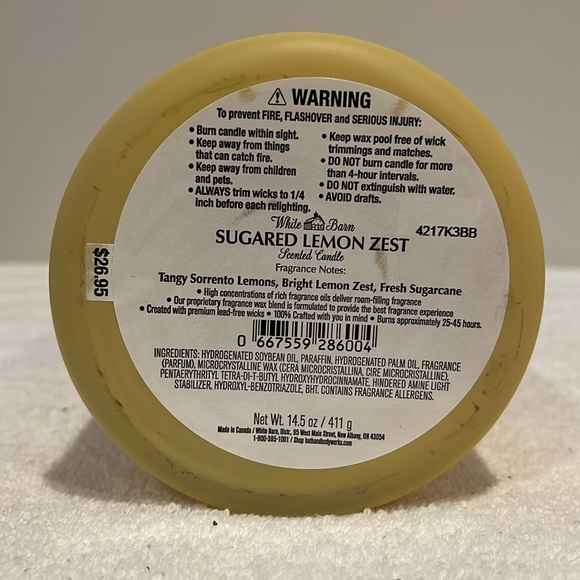 ⚠ WARNING
To prevent FIRE, FLASHOVER and SERIOUS INJURY:
• Burn candle within sight.
• Keep away from things
that can catch fire.
• Keep away from children
and pets.
• ALWAYS trim wicks to 1/4
inch before each relighting.
• Keep wax pool free of wick
trimmings and matches.
• DO NOT burn candle for more
than 4-hour intervals.
• DO NOT extinguish with water.
• AVOID drafts.
White Barn
4217K3BB
SUGARED LEMON ZEST
Scented Candle
Fragrance Notes:
$26.95
Tangy Sorrento Lemons, Bright Lemon Zest, Fresh Sugarcane
• High concentrations of rich fragrance oils deliver room-filling fragrance
• Our proprietary fragrance wax blend is formulated to provide the best fragrance experience
• Created with premium lead-free wicks • 100% Crafted with you in mind • Burns approximately 25-45 hours.
0 667559 286004
INGREDIENTS: HYDROGENATED SOYBEAN OIL, PARAFFIN, HYDROGENATED PALM OIL, FRAGRANCE
(PARFUM), MICROCRYSTALLINE WAX (CERA MICROCRISTALLINA, CIRE MICROCRISTALLINE),
PENTAERYTHRITYL TETRA-DI-T-BUTYL HYDROXYHYDROCINNAMATE, HINDERED AMINE LIGHT
STABILIZER, HYDROXYL-BENZOTRIAZOLE, BHT. CONTAINS FRAGRANCE ALLERGENS.
Net Wt. 14.5 oz / 411 g
Made in Canada / White Barn, Distr., 95 West Main Street, New Albany, OH 43054
1-800-395-1001 / Shop bathandbodyworks.com